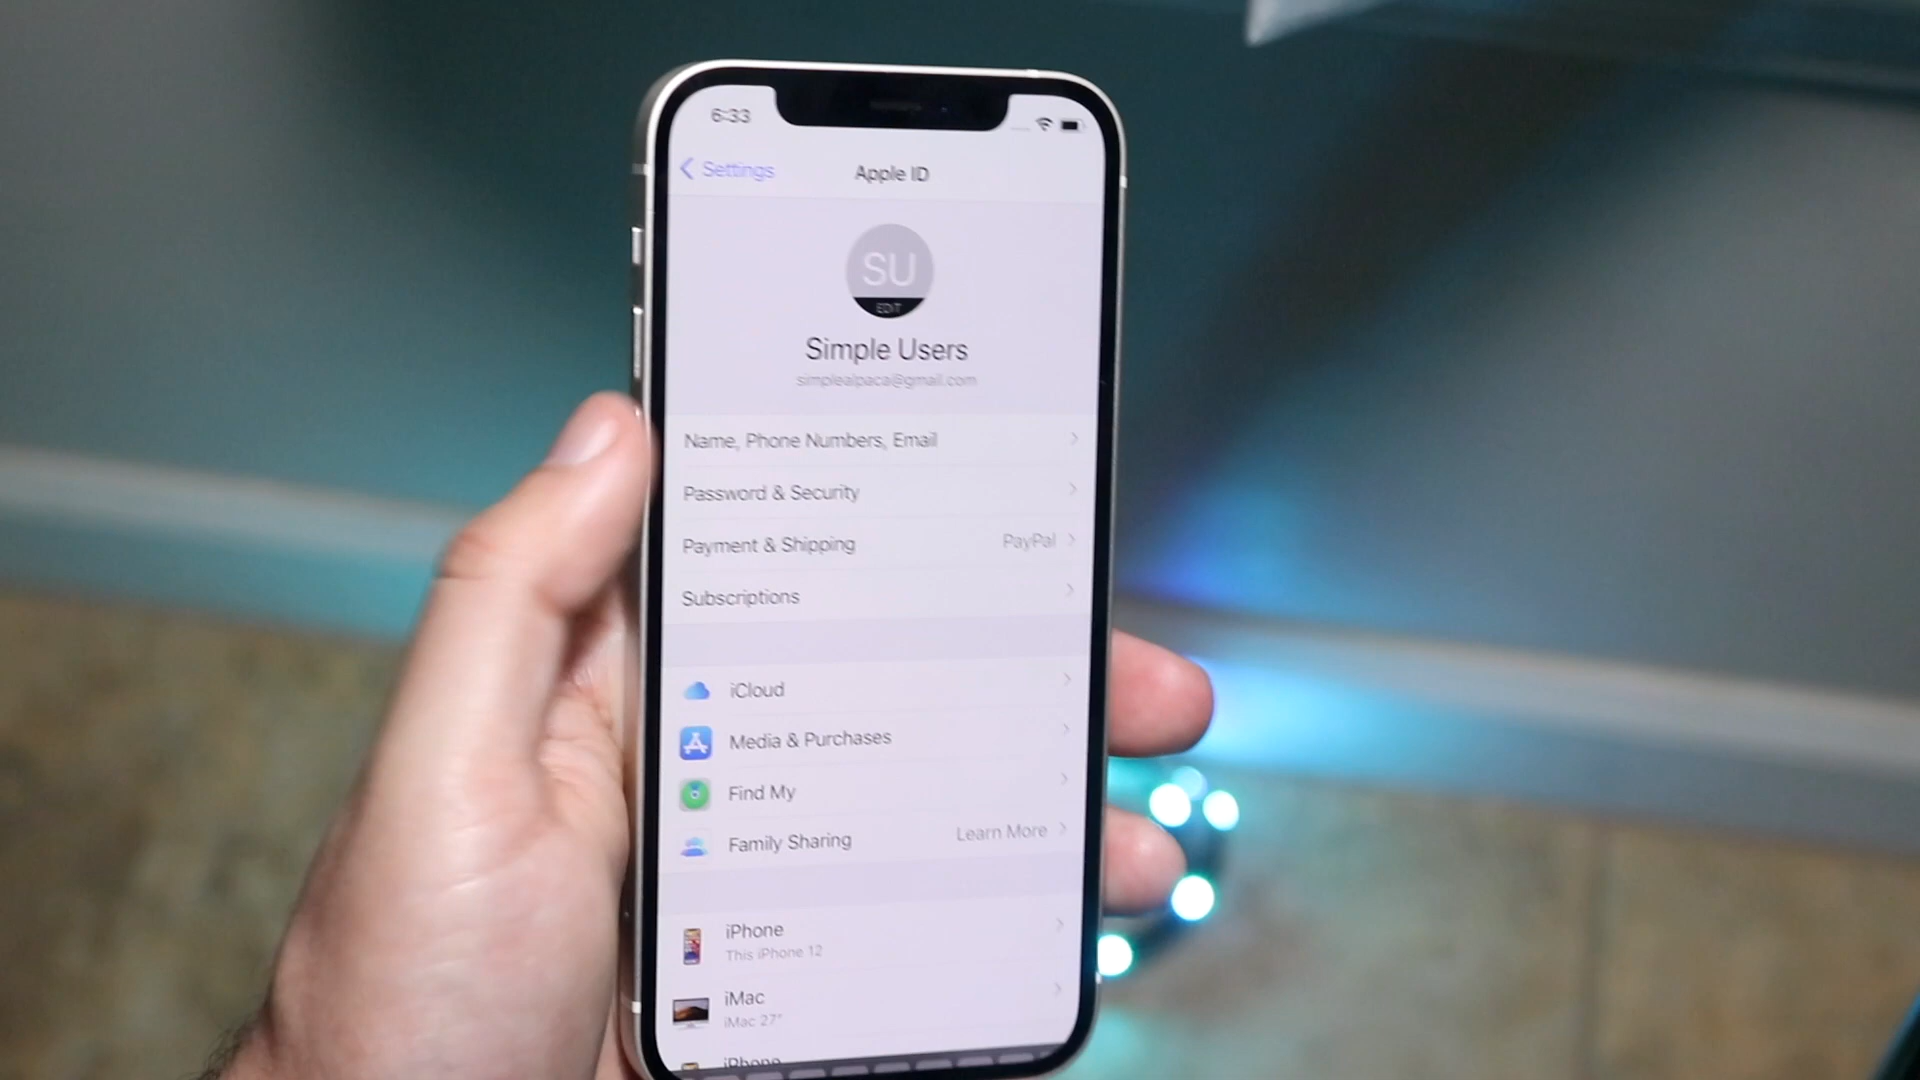 6:33
Settings
Apple ID
SU
EDIT
Simple Users
simplealpaca@gmail.com
Name, Phone Numbers, Email
Password & Security
Payment & Shipping PayPal
Subscriptions
iCloud
Media & Purchases
Find My
Family Sharing Learn More
iPhone
This iPhone 12
iMac
iMac 27"
iPhone